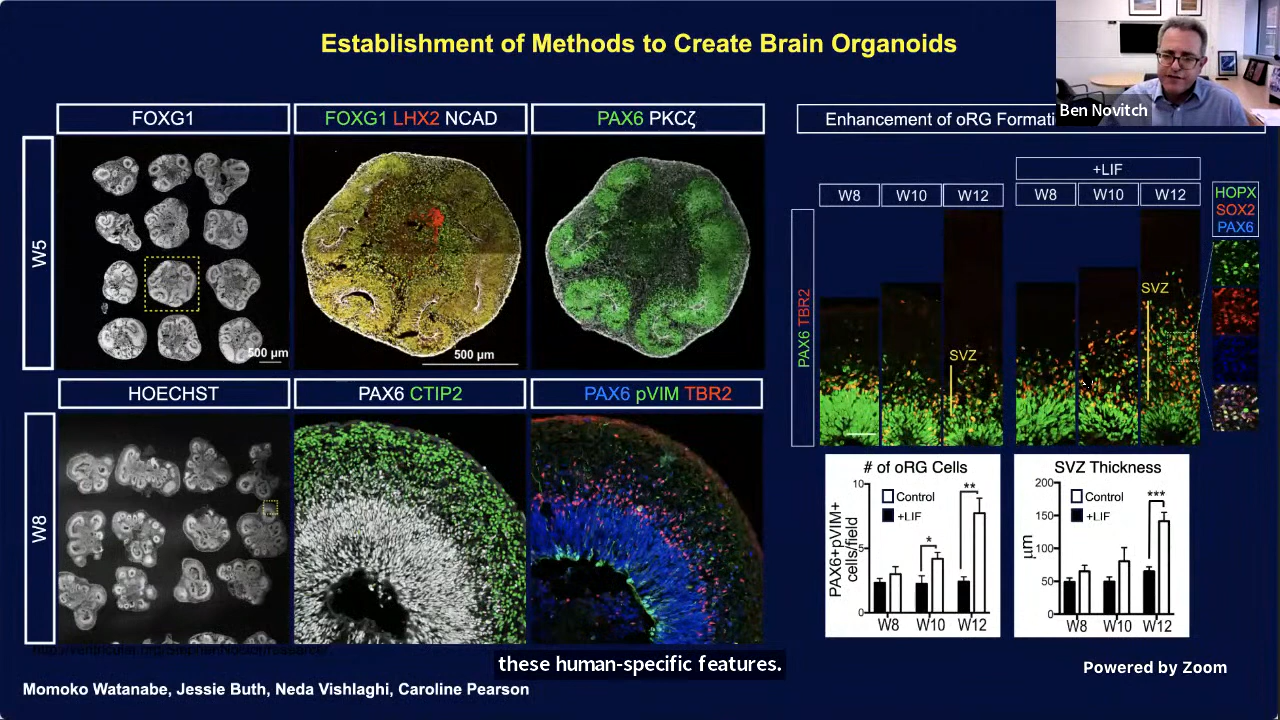 Establishment of Methods to Create Brain Organoids
Ben Novitch
FOXG1
FOXG1 LHX2 NCAD
PAX6 PKCζ
Enhancement of oRG Formati
W5
500 µm
500 µm
HOECHST
PAX6 CTIP2
PAX6 pVIM TBR2
W8
+LIF
W8 W10 W12
W8 W10 W12
HOPX
SOX2
PAX6
PAX6 TBR2
SVZ
SVZ
# of oRG Cells
PAX6+pVIM+
cells/field
10
5
0
Control
+LIF
*
**
W8 W10 W12
SVZ Thickness
µm
200
150
100
50
0
Control
+LIF
***
W8 W10 W12
these human-specific features.
Powered by Zoom
Momoko Watanabe, Jessie Buth, Neda Vishlaghi, Caroline Pearson